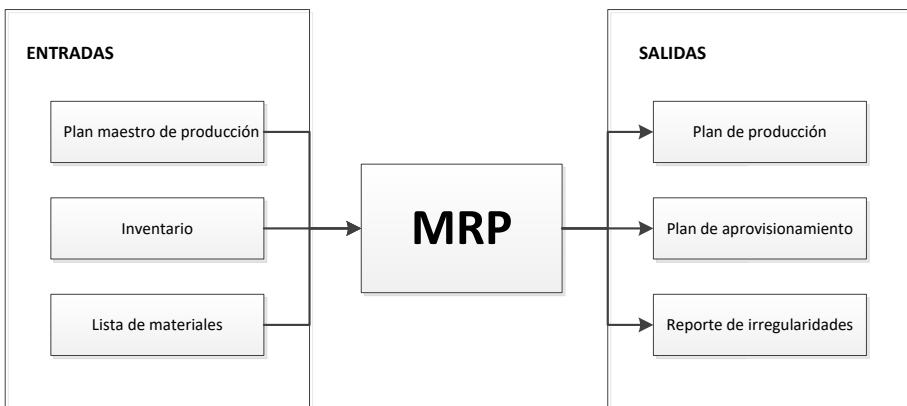 ENTRADAS
Plan maestro de producción
Inventario
Lista de materiales
MRP
SALIDAS
Plan de producción
Plan de aprovisionamiento
Reporte de irregularidades